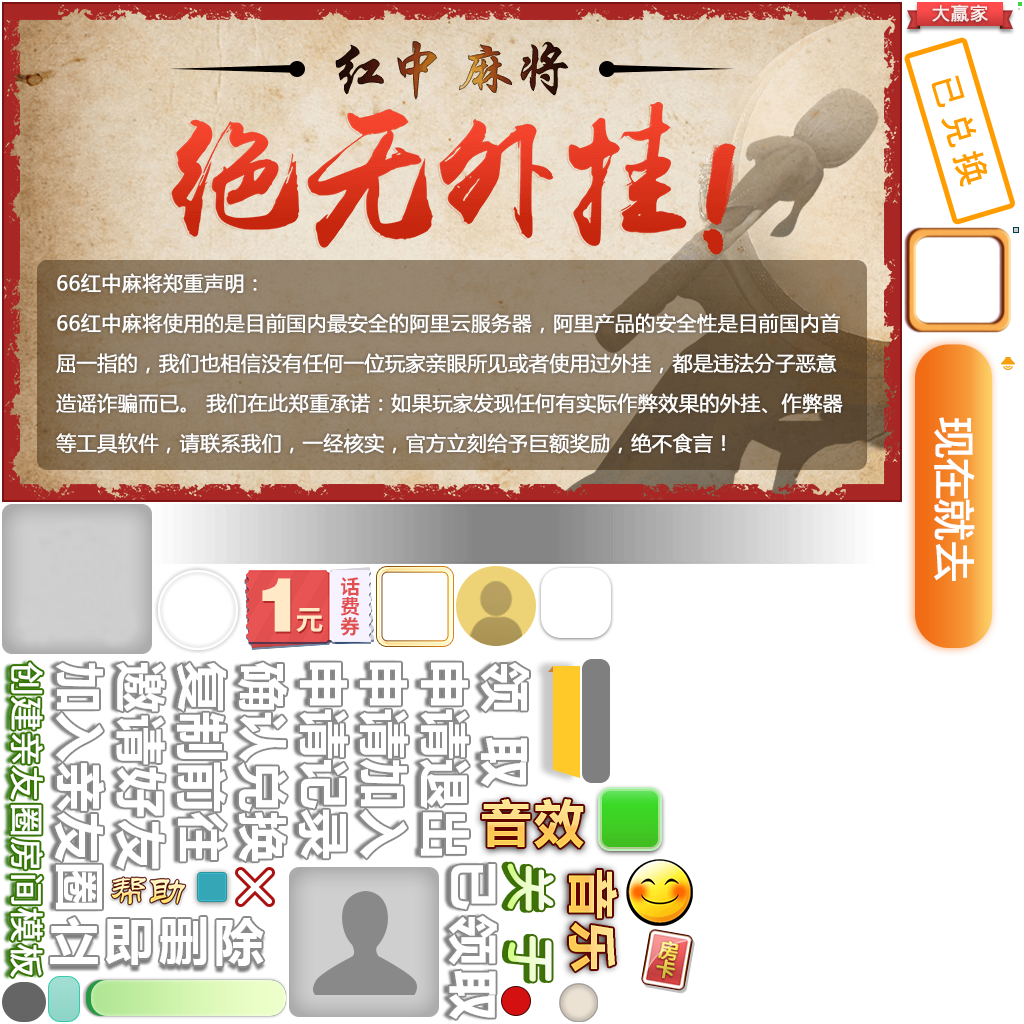 大赢家
红中麻将
绝无外挂!
已兑换
66红中麻将郑重声明：
66红中麻将使用的是目前国内最安全的阿里云服务器，阿里产品的安全性是目前国内首
屈一指的，我们也相信没有任何一位玩家亲眼所见或者使用过外挂，都是违法分子恶意
造谣诈骗而已。 我们在此郑重承诺：如果玩家发现任何有实际作弊效果的外挂、作弊器
等工具软件，请联系我们，一经核实，官方立刻给予巨额奖励，绝不食言！
现在就去
1元
话费券
创建亲友圈房间模板
加入亲友圈
邀请好友
复制前往
确认兑换
申请记录
申请加入
申请退出
领 取
音效
帮助
已领取
关于
音乐
立即删除
房卡